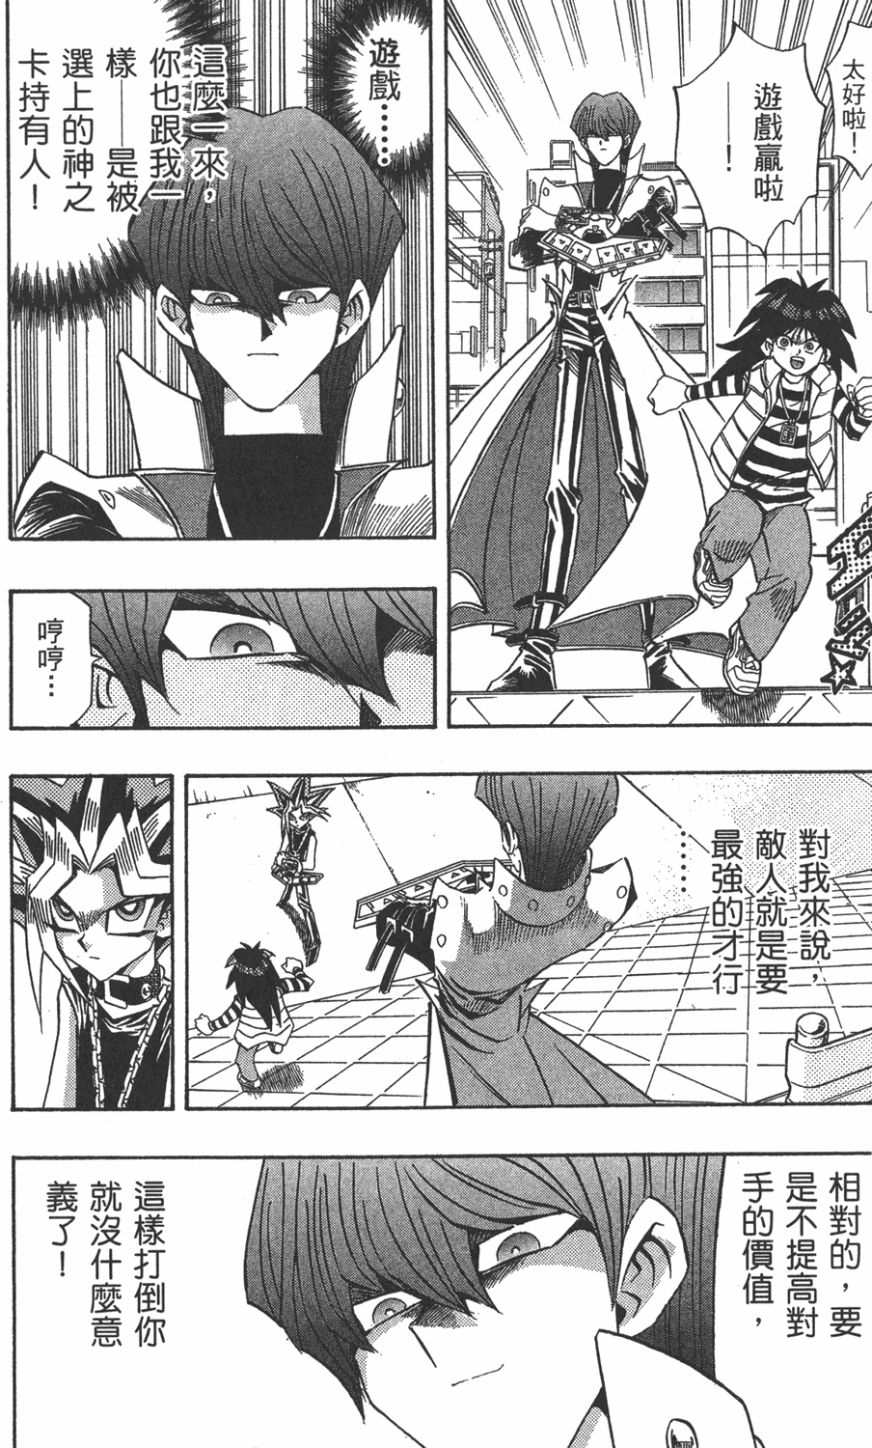 太好啦！
遊戲贏啦
——！
遊戲……
這麼一來，
你也跟我一
樣——是被
選上的神之
卡持有人！
哼哼…
對我來說，
敵人就是要
最強的才行
……
相對的，要
是不提高對
手的價值，
這樣打倒你
就沒什麼意
義了！